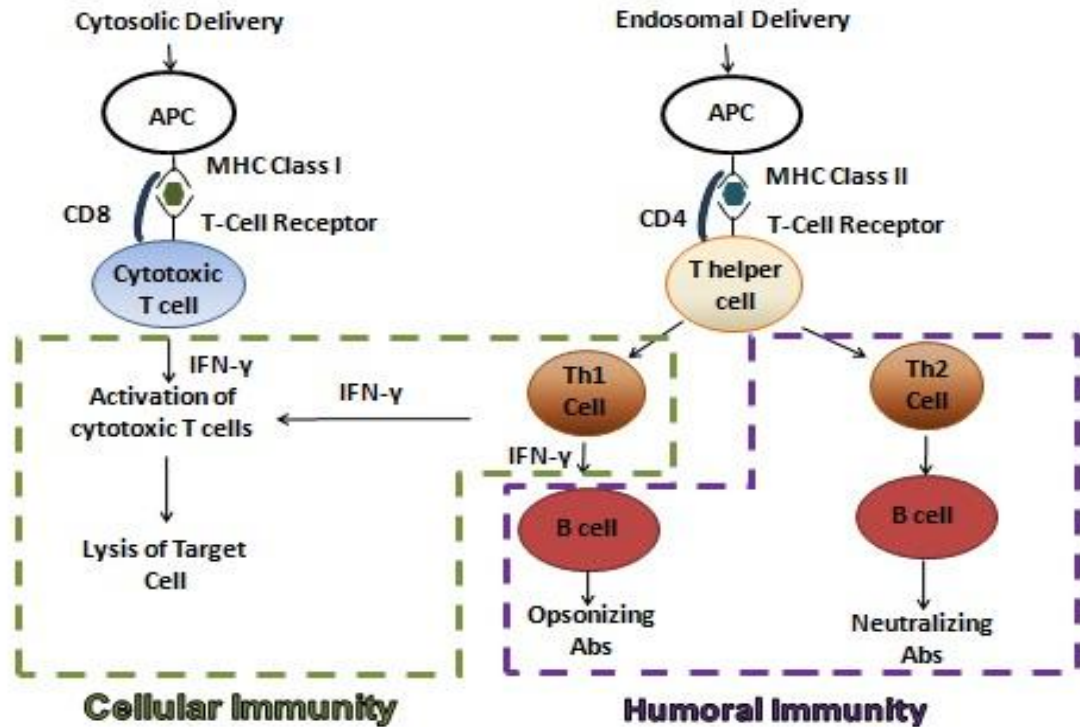 Cytosolic Delivery
APC
MHC Class I
CD8
T-Cell Receptor
Cytotoxic
T cell
IFN-γ
Activation of
cytotoxic T cells
Lysis of Target
Cell
Cellular Immunity
Endosomal Delivery
APC
MHC Class II
CD4
T-Cell Receptor
T helper
cell
Th1
Cell
IFN-γ
IFN-γ
B cell
Opsonizing
Abs
Th2
Cell
B cell
Neutralizing
Abs
Humoral Immunity